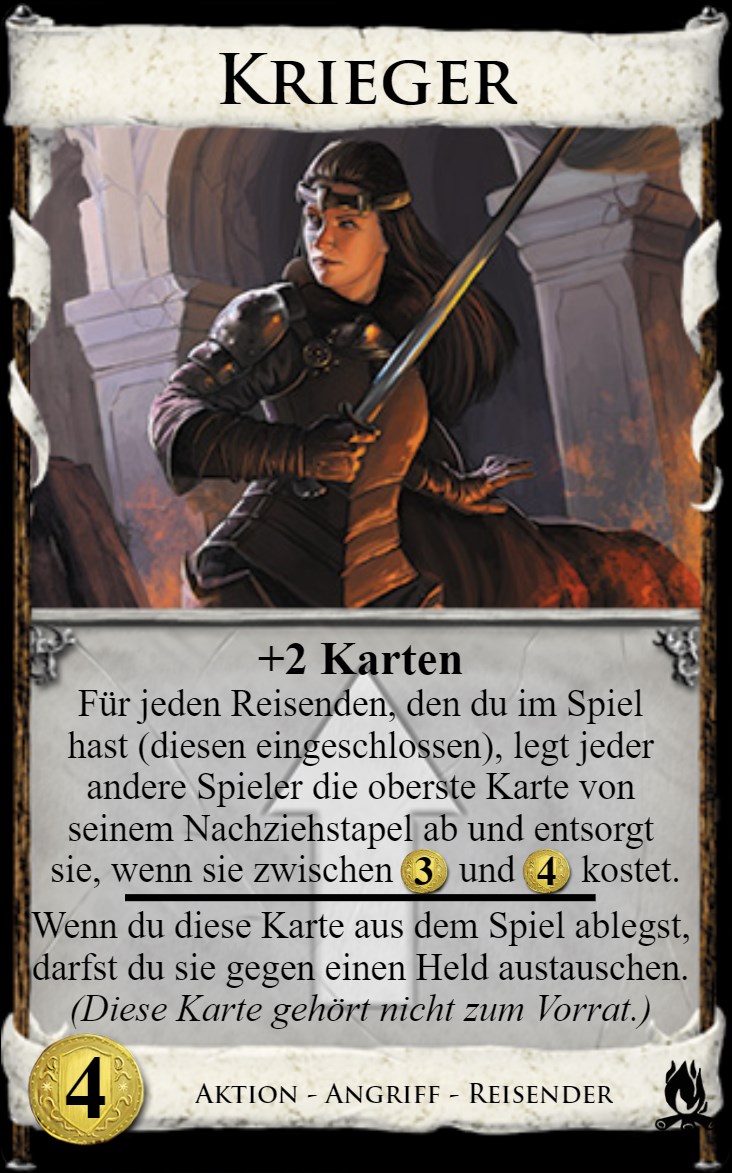 Krieger
+2 Karten
Für jeden Reisenden, den du im Spiel
hast (diesen eingeschlossen), legt jeder
andere Spieler die oberste Karte von
seinem Nachziehstapel ab und entsorgt
sie, wenn sie zwischen 3 und 4 kostet.
Wenn du diese Karte aus dem Spiel ablegst,
darfst du sie gegen einen Held austauschen.
(Diese Karte gehört nicht zum Vorrat.)
4 Aktion - Angriff - Reisender